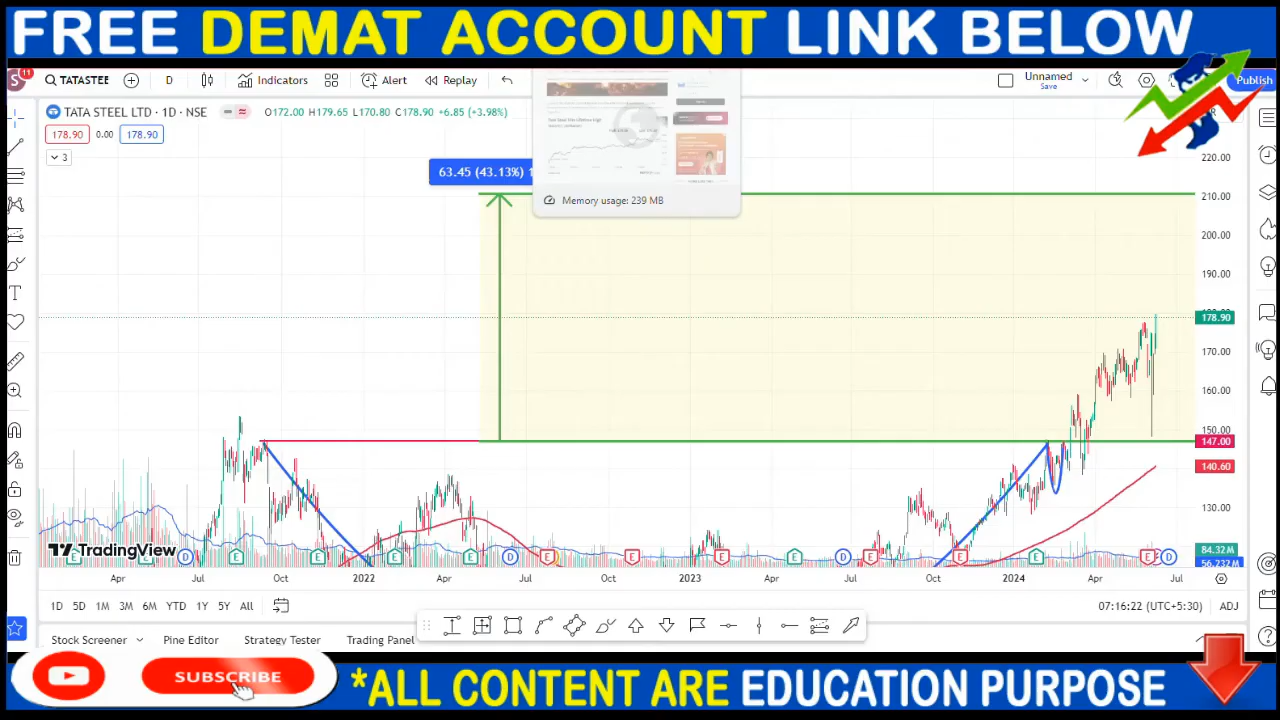 FREE DEMAT ACCOUNT LINK BELOW
S 11 TATASTEE D Indicators Alert Replay Unnamed Save Publish
TATA STEEL LTD · 1D · NSE O172.00 H179.65 L170.80 C178.90 +6.85 (+3.98%)
178.90 0.00 178.90
3
220.00
63.45 (43.13%) 1
Memory usage: 239 MB
210.00
200.00
190.00
178.90
170.00
160.00
150.00
147.00
140.60
130.00
84.32M
TradingView
E E D E E E E D E E E E D E E E E D
56.232M
Apr Jul Oct 2022 Apr Jul Oct 2023 Apr Jul Oct 2024 Apr Jul
1D 5D 1M 3M 6M YTD 1Y 5Y All 07:16:22 (UTC+5:30) ADJ
Stock Screener Pine Editor Strategy Tester Trading Panel
SUBSCRIBE
*ALL CONTENT ARE EDUCATION PURPOSE